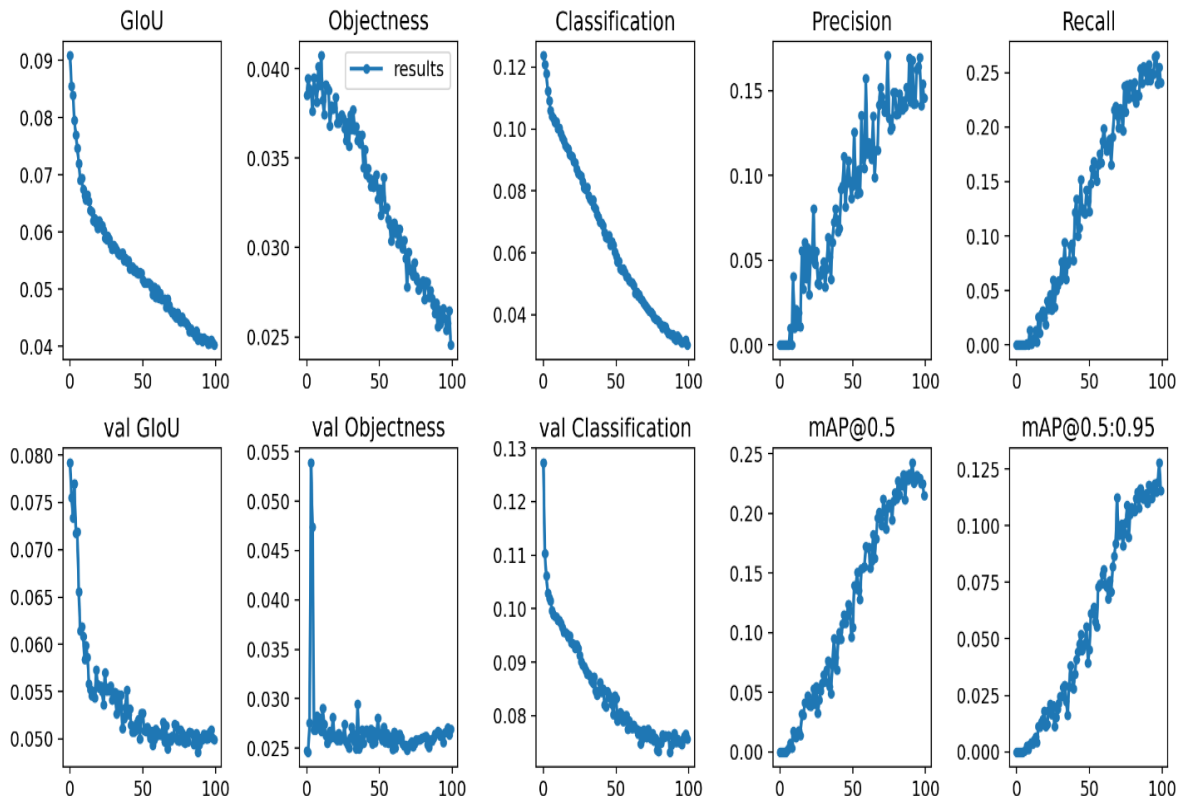 GIoU
Objectness
Classification
Precision
Recall
0.09
0.08
0.07
0.06
0.05
0.04
0 50 100
results
0.040
0.035
0.030
0.025
0 50 100
0.12
0.10
0.08
0.06
0.04
0 50 100
0.15
0.10
0.05
0.00
0 50 100
0.25
0.20
0.15
0.10
0.05
0.00
0 50 100
val GIoU
val Objectness
val Classification
mAP@0.5
mAP@0.5:0.95
0.080
0.075
0.070
0.065
0.060
0.055
0.050
0 50 100
0.055
0.050
0.045
0.040
0.035
0.030
0.025
0 50 100
0.13
0.12
0.11
0.10
0.09
0.08
0 50 100
0.25
0.20
0.15
0.10
0.05
0.00
0 50 100
0.125
0.100
0.075
0.050
0.025
0.000
0 50 100